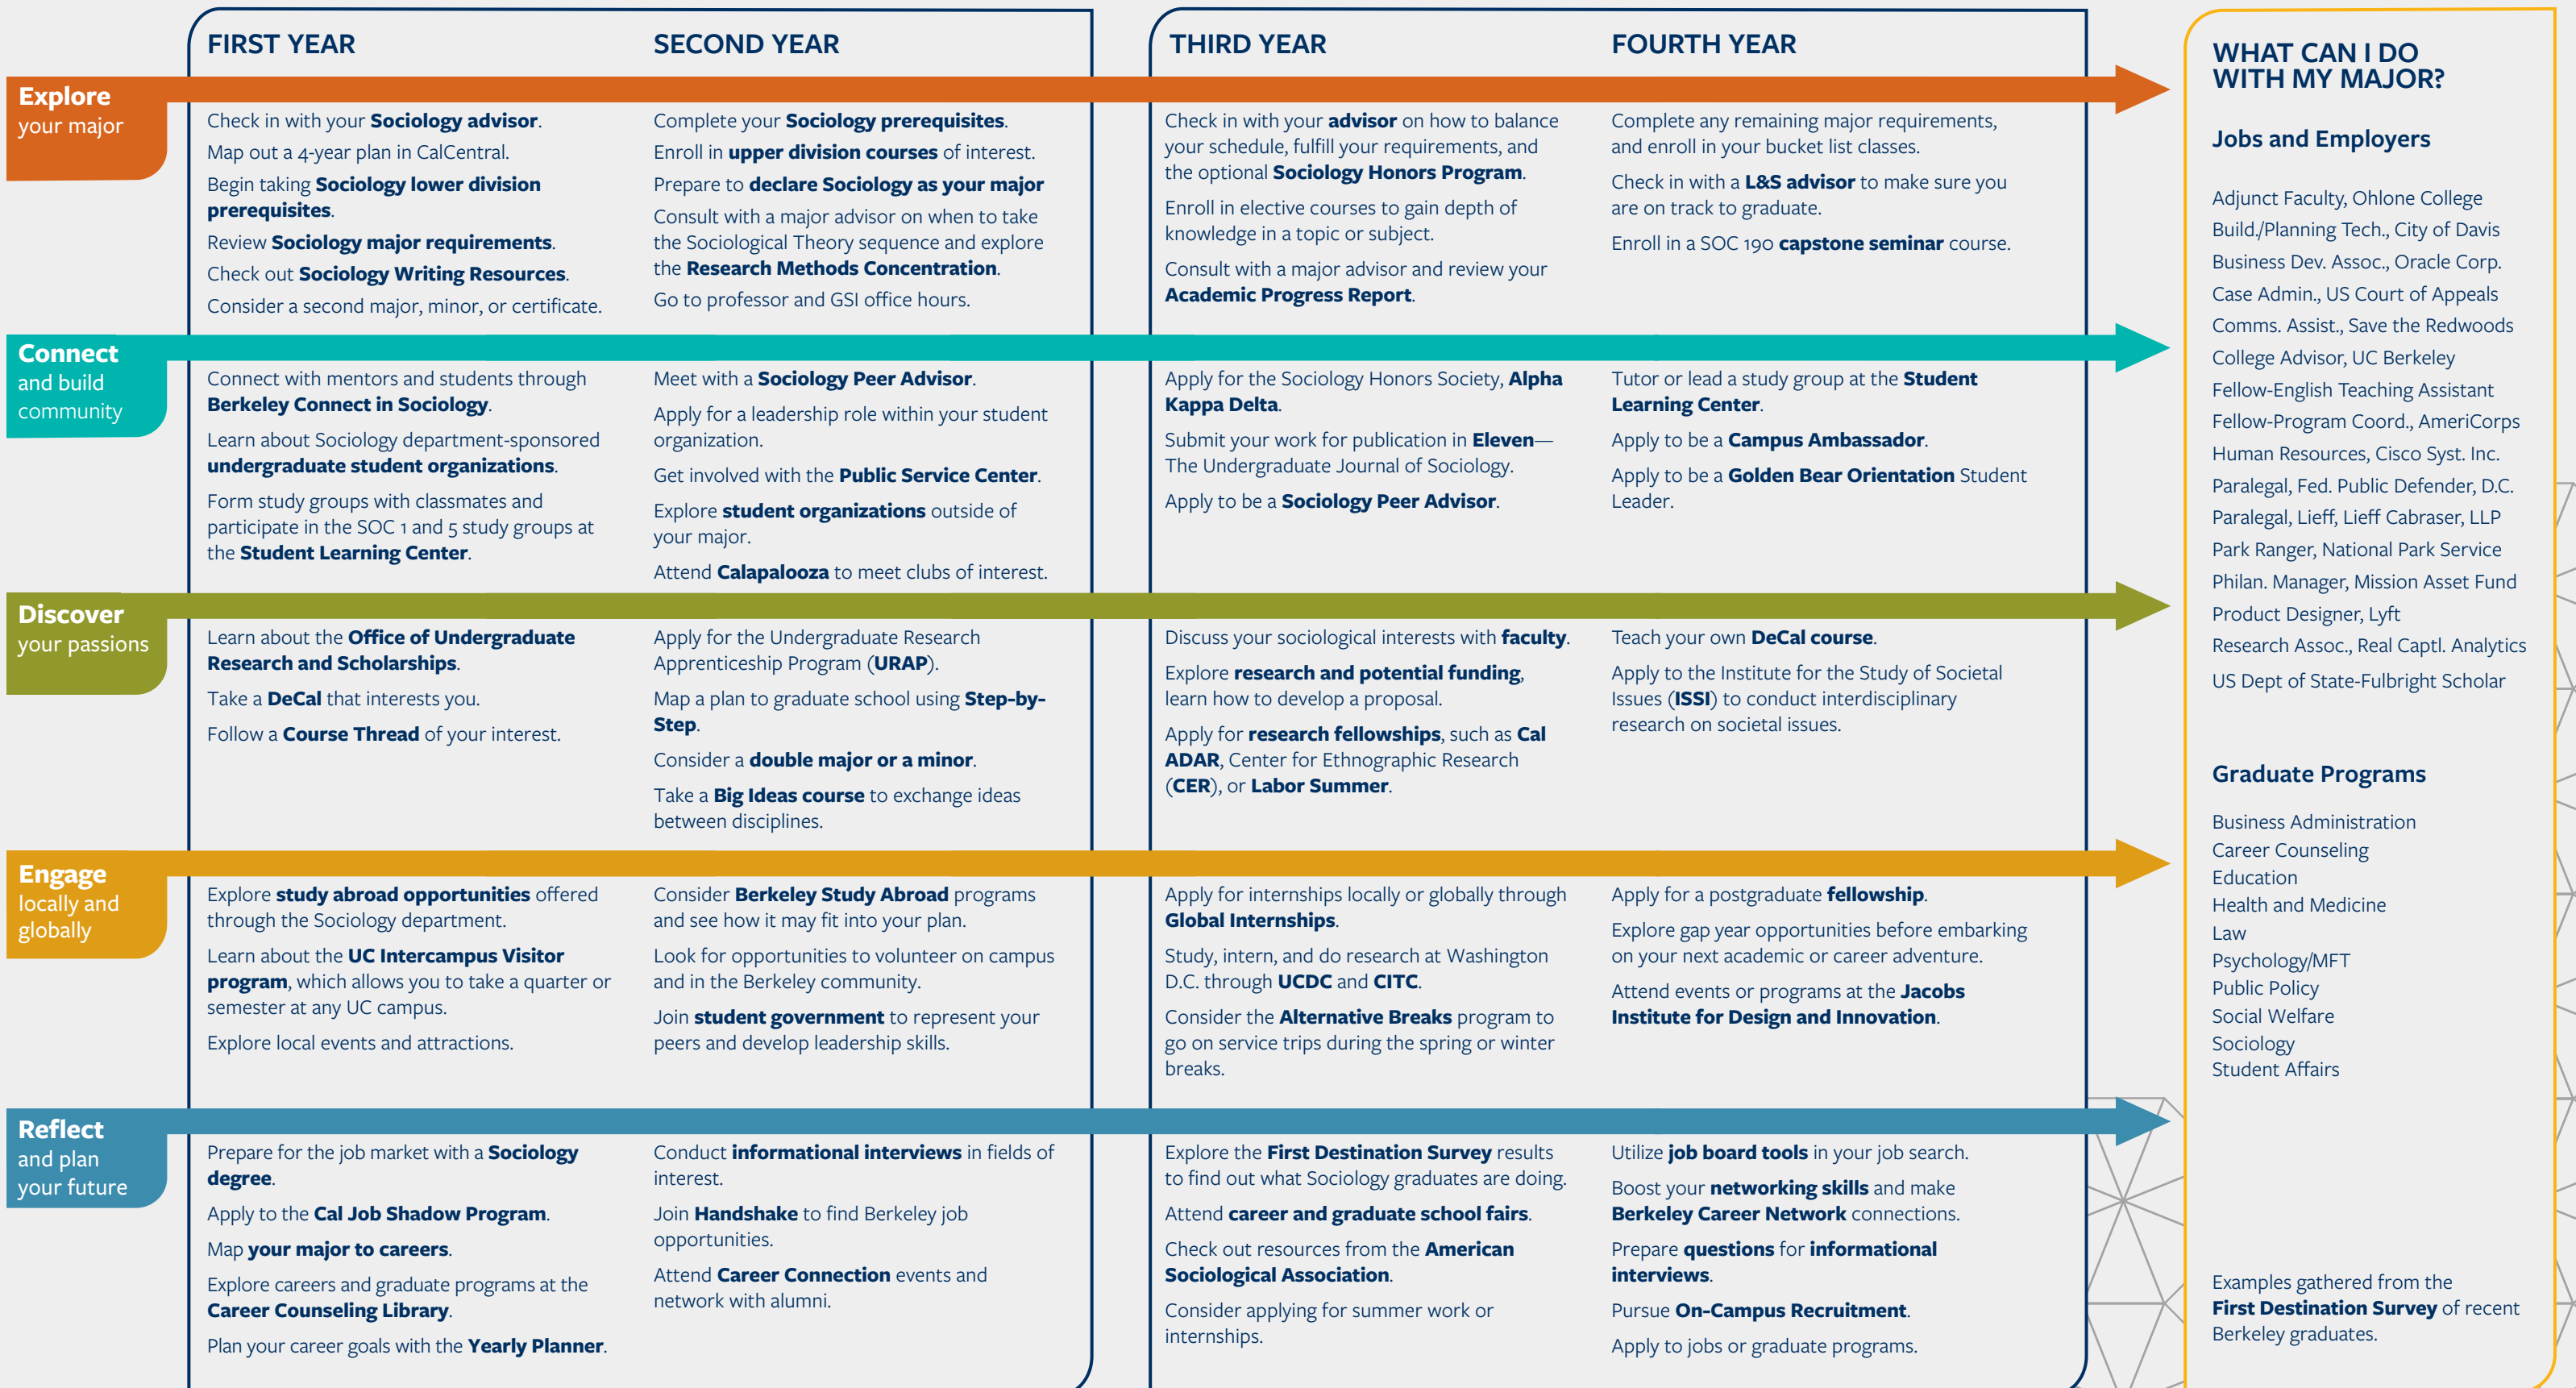 FIRST YEAR
SECOND YEAR
THIRD YEAR
FOURTH YEAR
Explore
your major
Check in with your Sociology advisor.
Map out a 4-year plan in CalCentral.
Begin taking Sociology lower division
prerequisites.
Review Sociology major requirements.
Check out Sociology Writing Resources.
Consider a second major, minor, or certificate.
Complete your Sociology prerequisites.
Enroll in upper division courses of interest.
Prepare to declare Sociology as your major
Consult with a major advisor on when to take
the Sociological Theory sequence and explore
the Research Methods Concentration.
Go to professor and GSI office hours.
Check in with your advisor on how to balance
your schedule, fulfill your requirements, and
the optional Sociology Honors Program.
Enroll in elective courses to gain depth of
knowledge in a topic or subject.
Consult with a major advisor and review your
Academic Progress Report.
Complete any remaining major requirements,
and enroll in your bucket list classes.
Check in with a L&S advisor to make sure you
are on track to graduate.
Enroll in a SOC 190 capstone seminar course.
Connect
and build
community
Connect with mentors and students through
Berkeley Connect in Sociology.
Learn about Sociology department-sponsored
undergraduate student organizations.
Form study groups with classmates and
participate in the SOC 1 and 5 study groups at
the Student Learning Center.
Meet with a Sociology Peer Advisor.
Apply for a leadership role within your student
organization.
Get involved with the Public Service Center.
Explore student organizations outside of
your major.
Attend Calapalooza to meet clubs of interest.
Apply for the Sociology Honors Society, Alpha
Kappa Delta.
Submit your work for publication in Eleven—
The Undergraduate Journal of Sociology.
Apply to be a Sociology Peer Advisor.
Tutor or lead a study group at the Student
Learning Center.
Apply to be a Campus Ambassador.
Apply to be a Golden Bear Orientation Student
Leader.
Discover
your passions
Learn about the Office of Undergraduate
Research and Scholarships.
Take a DeCal that interests you.
Follow a Course Thread of your interest.
Apply for the Undergraduate Research
Apprenticeship Program (URAP).
Map a plan to graduate school using Step-by-
Step.
Consider a double major or a minor.
Take a Big Ideas course to exchange ideas
between disciplines.
Discuss your sociological interests with faculty.
Explore research and potential funding,
learn how to develop a proposal.
Apply for research fellowships, such as Cal
ADAR, Center for Ethnographic Research
(CER), or Labor Summer.
Teach your own DeCal course.
Apply to the Institute for the Study of Societal
Issues (ISSI) to conduct interdisciplinary
research on societal issues.
Engage
locally and
globally
Explore study abroad opportunities offered
through the Sociology department.
Learn about the UC Intercampus Visitor
program, which allows you to take a quarter or
semester at any UC campus.
Explore local events and attractions.
Consider Berkeley Study Abroad programs
and see how it may fit into your plan.
Look for opportunities to volunteer on campus
and in the Berkeley community.
Join student government to represent your
peers and develop leadership skills.
Apply for internships locally or globally through
Global Internships.
Study, intern, and do research at Washington
D.C. through UCDC and CITC.
Consider the Alternative Breaks program to
go on service trips during the spring or winter
breaks.
Apply for a postgraduate fellowship.
Explore gap year opportunities before embarking
on your next academic or career adventure.
Attend events or programs at the Jacobs
Institute for Design and Innovation.
Reflect
and plan
your future
Prepare for the job market with a Sociology
degree.
Apply to the Cal Job Shadow Program.
Map your major to careers.
Explore careers and graduate programs at the
Career Counseling Library.
Plan your career goals with the Yearly Planner.
Conduct informational interviews in fields of
interest.
Join Handshake to find Berkeley job
opportunities.
Attend Career Connection events and
network with alumni.
Explore the First Destination Survey results
to find out what Sociology graduates are doing.
Attend career and graduate school fairs.
Check out resources from the American
Sociological Association.
Consider applying for summer work or
internships.
Utilize job board tools in your job search.
Boost your networking skills and make
Berkeley Career Network connections.
Prepare questions for informational
interviews.
Pursue On-Campus Recruitment.
Apply to jobs or graduate programs.
WHAT CAN I DO
WITH MY MAJOR?
Jobs and Employers
Adjunct Faculty, Ohlone College
Build./Planning Tech., City of Davis
Business Dev. Assoc., Oracle Corp.
Case Admin., US Court of Appeals
Comms. Assist., Save the Redwoods
College Advisor, UC Berkeley
Fellow-English Teaching Assistant
Fellow-Program Coord., AmeriCorps
Human Resources, Cisco Syst. Inc.
Paralegal, Fed. Public Defender, D.C.
Paralegal, Lieff, Lieff Cabraser, LLP
Park Ranger, National Park Service
Philan. Manager, Mission Asset Fund
Product Designer, Lyft
Research Assoc., Real Captl. Analytics
US Dept of State-Fulbright Scholar
Graduate Programs
Business Administration
Career Counseling
Education
Health and Medicine
Law
Psychology/MFT
Public Policy
Social Welfare
Sociology
Student Affairs
Examples gathered from the
First Destination Survey of recent
Berkeley graduates.